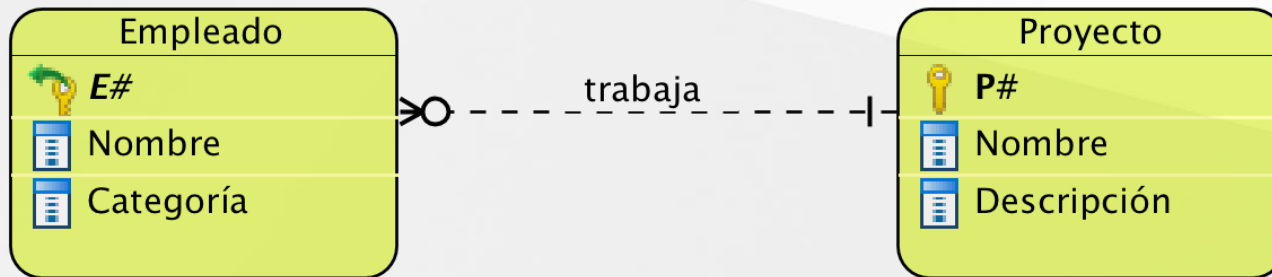 Empleado
E#
Nombre
Categoría
trabaja
Proyecto
P#
Nombre
Descripción